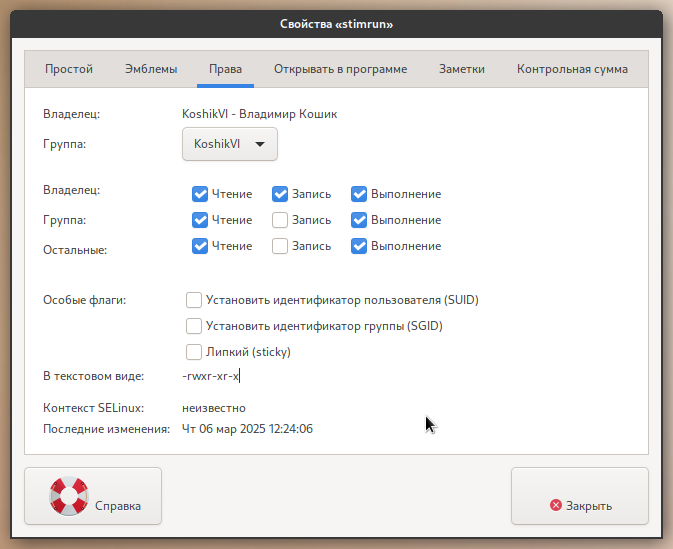 Свойства «stimrun»
Простой Эмблемы Права Открывать в программе Заметки Контрольная сумма
Владелец: KoshikVI - Владимир Кошик
Группа: KoshikVI
Владелец: Чтение Запись Выполнение
Группа: Чтение Запись Выполнение
Остальные: Чтение Запись Выполнение
Особые флаги: Установить идентификатор пользователя (SUID)
Установить идентификатор группы (SGID)
Липкий (sticky)
В текстовом виде: -rwxr-xr-x
Контекст SELinux: неизвестно
Последние изменения: Чт 06 мар 2025 12:24:06
Справка Закрыть